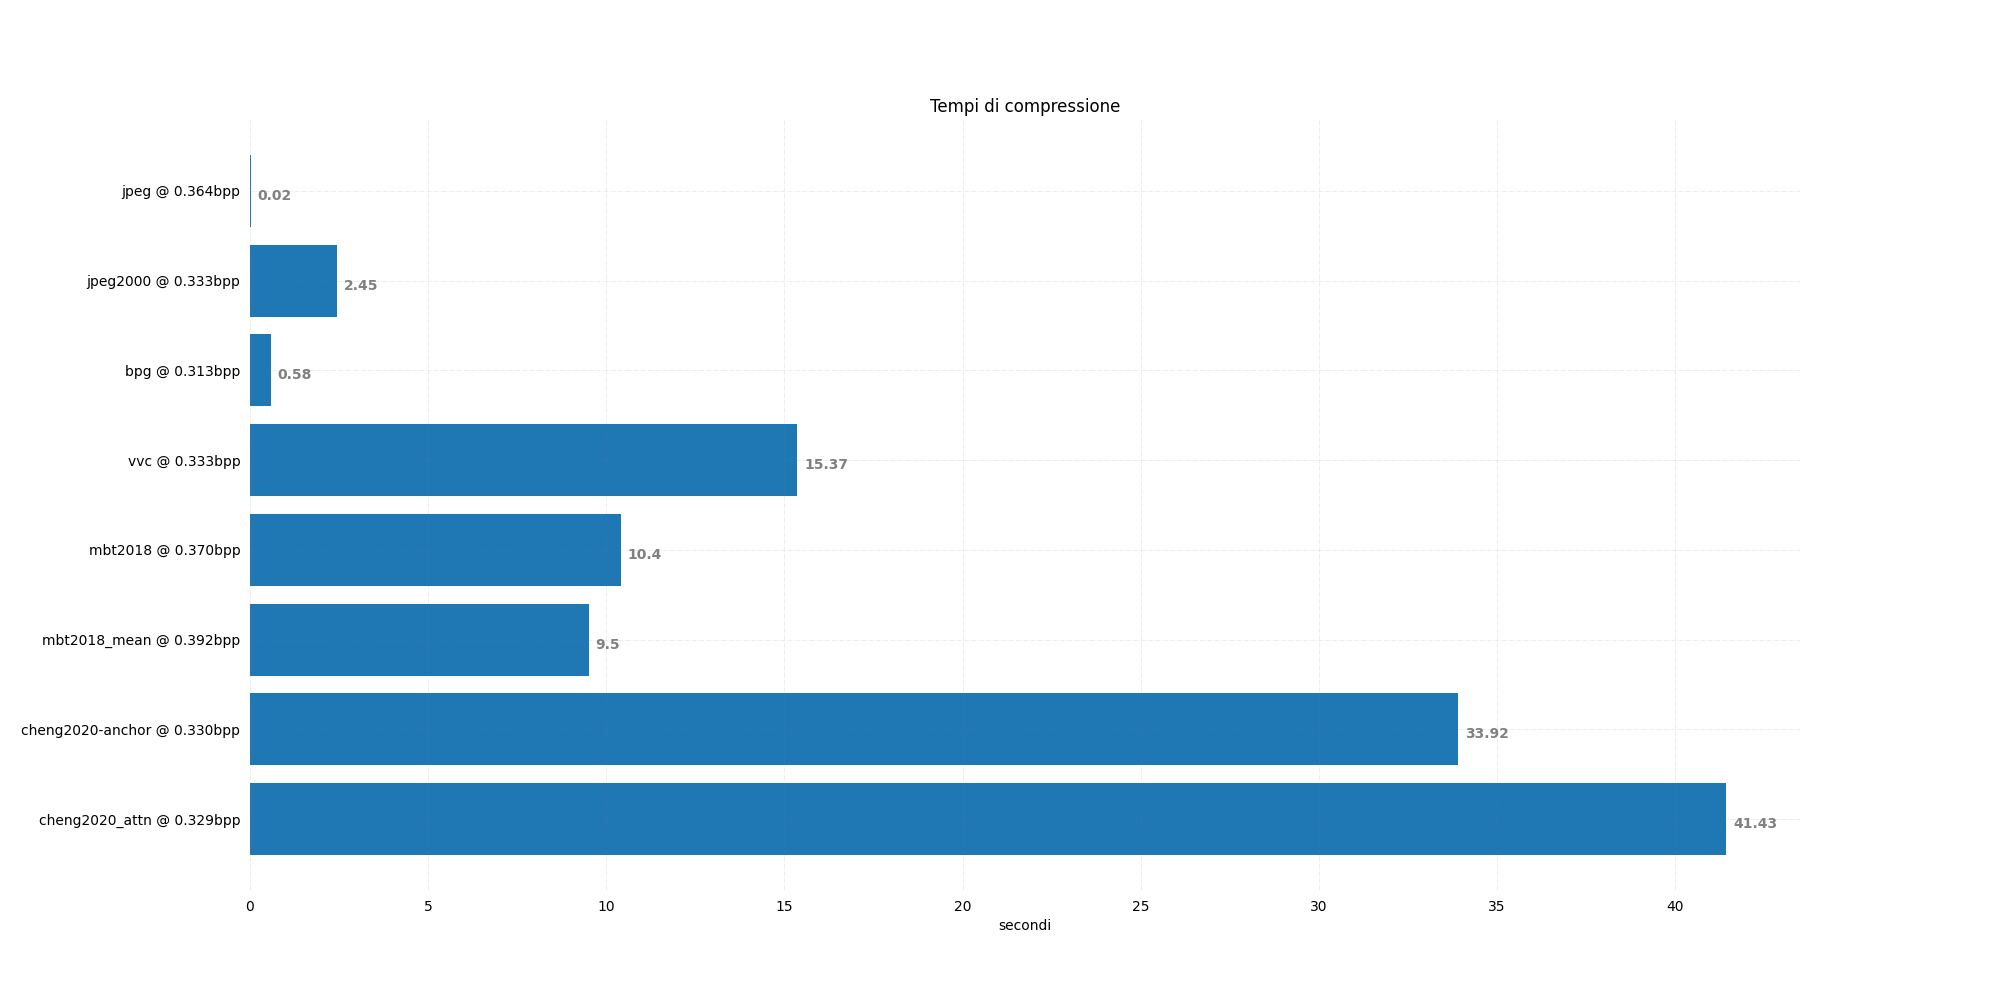 Tempi di compressione
jpeg @ 0.364bpp
0.02
jpeg2000 @ 0.333bpp
2.45
bpg @ 0.313bpp
0.58
vvc @ 0.333bpp
15.37
mbt2018 @ 0.370bpp
10.4
mbt2018_mean @ 0.392bpp
9.5
cheng2020-anchor @ 0.330bpp
33.92
cheng2020_attn @ 0.329bpp
41.43
0 5 10 15 20 25 30 35 40
secondi